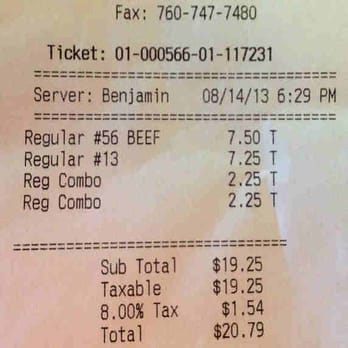 Fax: 760-747-7480
Ticket: 01-000566-01-117231
===================================
Server: Benjamin 08/14/13 6:29 PM
===================================
Regular #56 BEEF 7.50 T
Regular #13 7.25 T
Reg Combo 2.25 T
Reg Combo 2.25 T
===================================
Sub Total $19.25
Taxable $19.25
8.00% Tax $1.54
Total $20.79